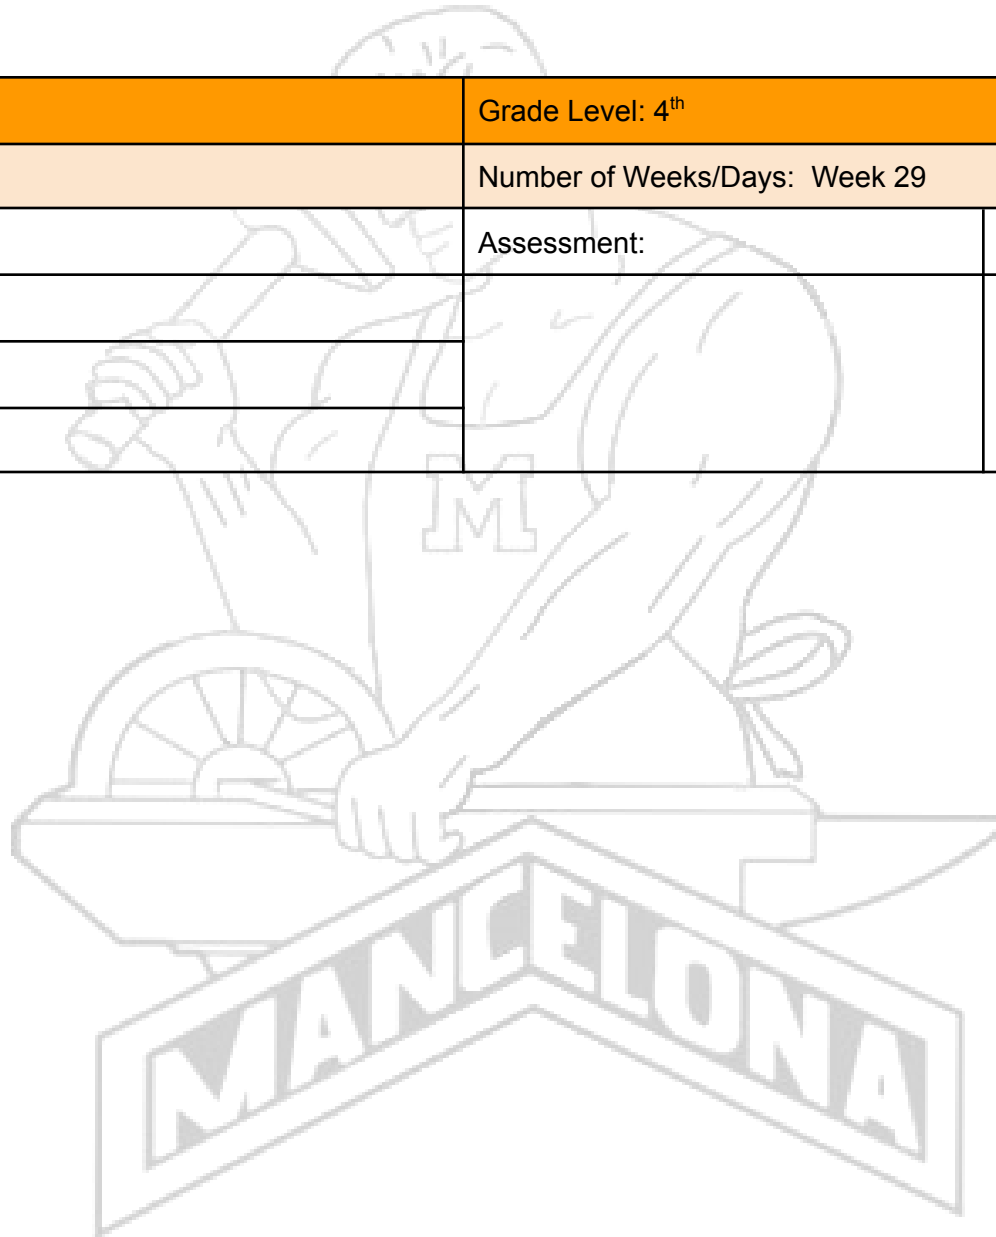 Grade Level: 4th
Number of Weeks/Days: Week 29
Assessment:
M
MANCELONA